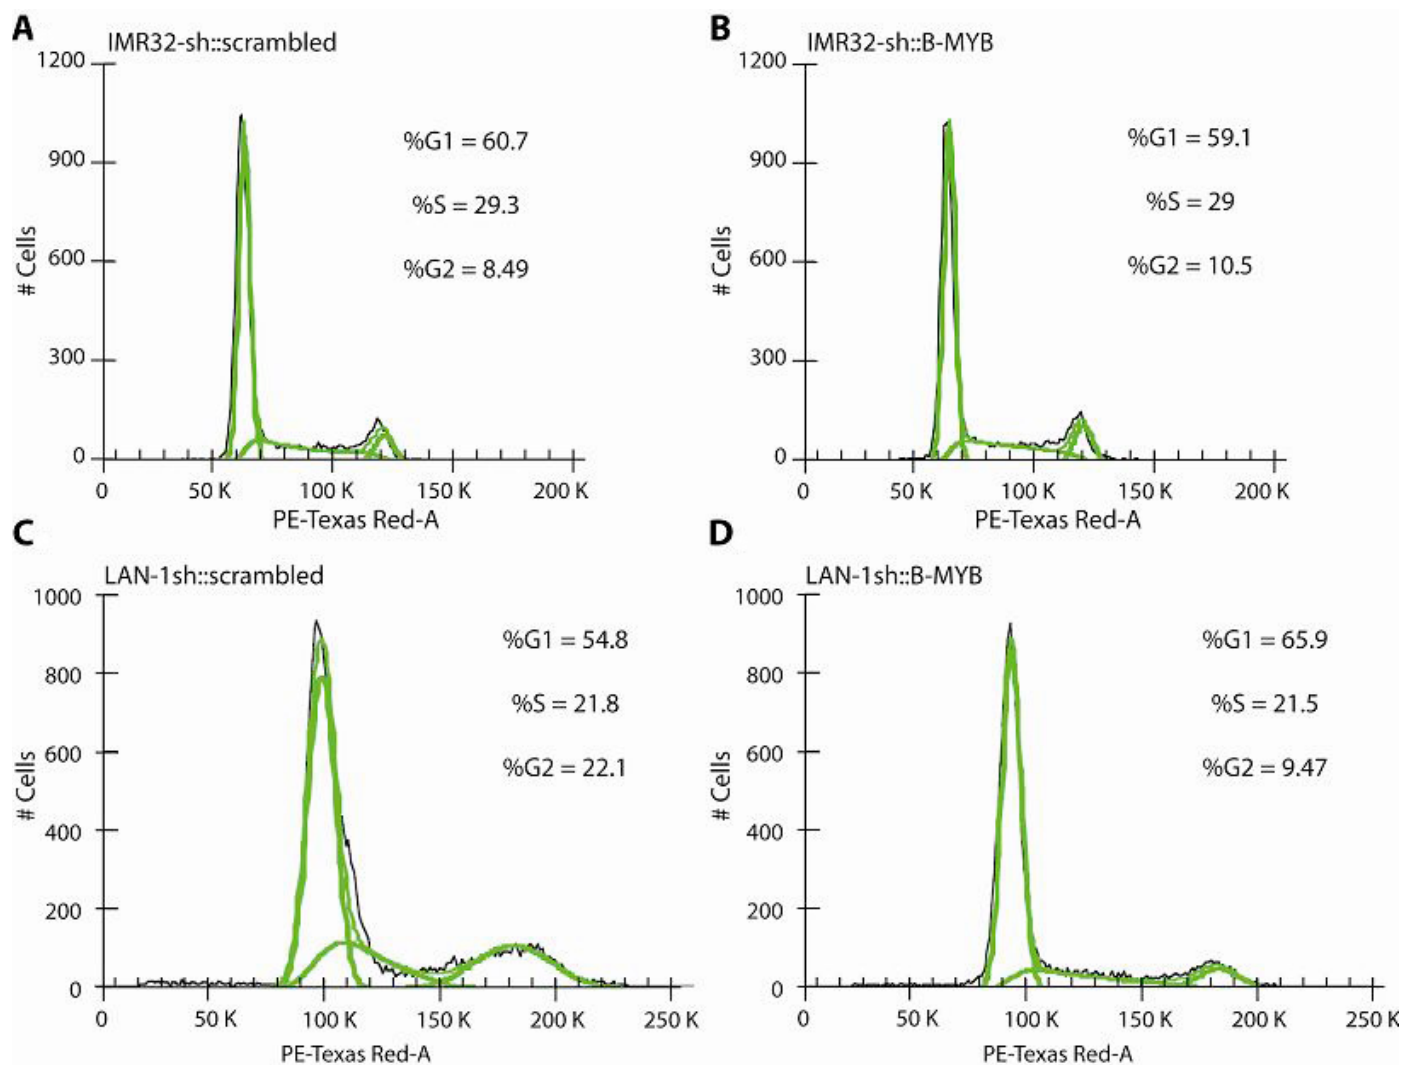 A
IMR32-sh::scrambled
1200
900
600
300
0
# Cells
%G1 = 60.7
%S = 29.3
%G2 = 8.49
0 50 K 100 K 150 K 200 K
PE-Texas Red-A
B
IMR32-sh::B-MYB
1200
900
600
300
0
# Cells
%G1 = 59.1
%S = 29
%G2 = 10.5
0 50 K 100 K 150 K 200 K
PE-Texas Red-A
C
LAN-1sh::scrambled
1000
800
600
400
200
0
# Cells
%G1 = 54.8
%S = 21.8
%G2 = 22.1
0 50 K 100 K 150 K 200 K 250 K
PE-Texas Red-A
D
LAN-1sh::B-MYB
1000
800
600
400
200
0
# Cells
%G1 = 65.9
%S = 21.5
%G2 = 9.47
0 50 K 100 K 150 K 200 K 250 K
PE-Texas Red-A